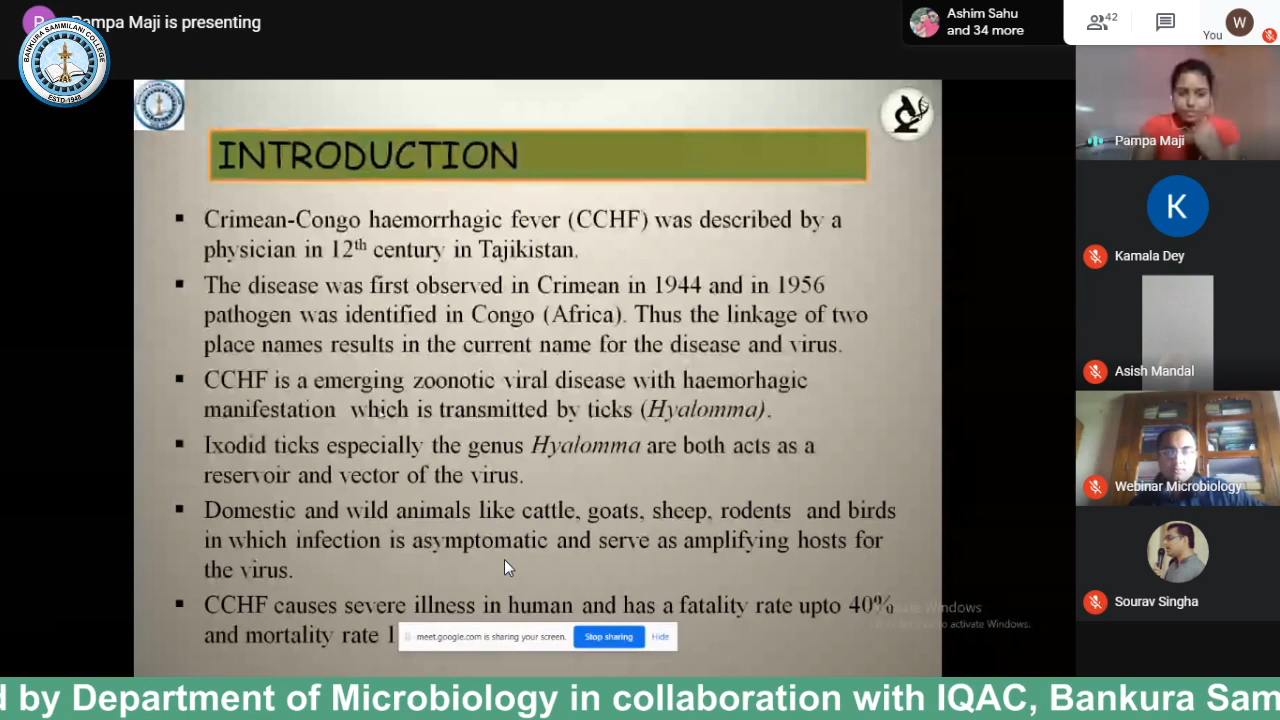 Pampa Maji is presenting
Ashim Sahu
and 34 more
42
You
W
BANKURA SAMMILANI COLLEGE
ESTD-1948
INTRODUCTION
▪ Crimean-Congo haemorrhagic fever (CCHF) was described by a
physician in 12th century in Tajikistan.
▪ The disease was first observed in Crimean in 1944 and in 1956
pathogen was identified in Congo (Africa). Thus the linkage of two
place names results in the current name for the disease and virus.
▪ CCHF is a emerging zoonotic viral disease with haemorhagic
manifestation which is transmitted by ticks (Hyalomma).
▪ Ixodid ticks especially the genus Hyalomma are both acts as a
reservoir and vector of the virus.
▪ Domestic and wild animals like cattle, goats, sheep, rodents and birds
in which infection is asymptomatic and serve as amplifying hosts for
the virus.
▪ CCHF causes severe illness in human and has a fatality rate upto 40%
and mortality rate 1
meet.google.com is sharing your screen. Stop sharing Hide
Windows
to activate Windows.
Pampa Maji
K
Kamala Dey
Asish Mandal
Webinar Microbiology
Sourav Singha
d by Department of Microbiology in collaboration with IQAC, Bankura Sam